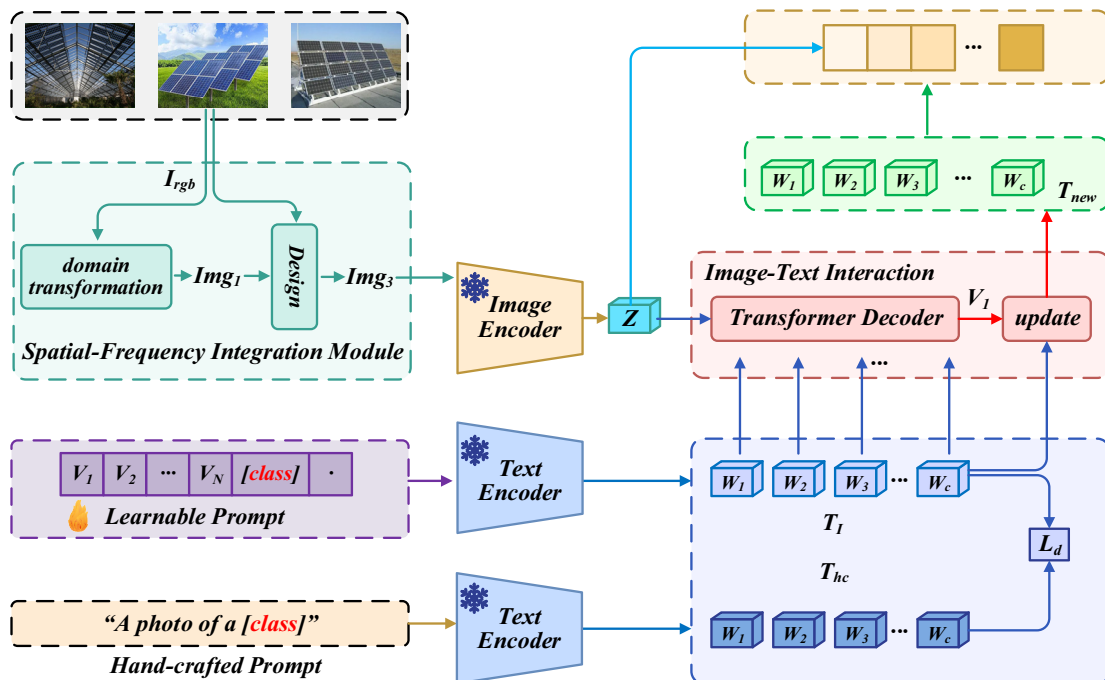 I_rgb
domain
transformation
Img_1
Design
Img_3
Spatial-Frequency Integration Module
Image
Encoder
Z
...
W_1 W_2 W_3 ... W_c
T_new
Image-Text Interaction
Transformer Decoder
V_1
update
...
V_1 V_2 ... V_N [class] .
Learnable Prompt
Text
Encoder
W_1 W_2 W_3 ... W_c
T_I
L_d
T_hc
W_1 W_2 W_3 ... W_c
“A photo of a [class]”
Hand-crafted Prompt
Text
Encoder